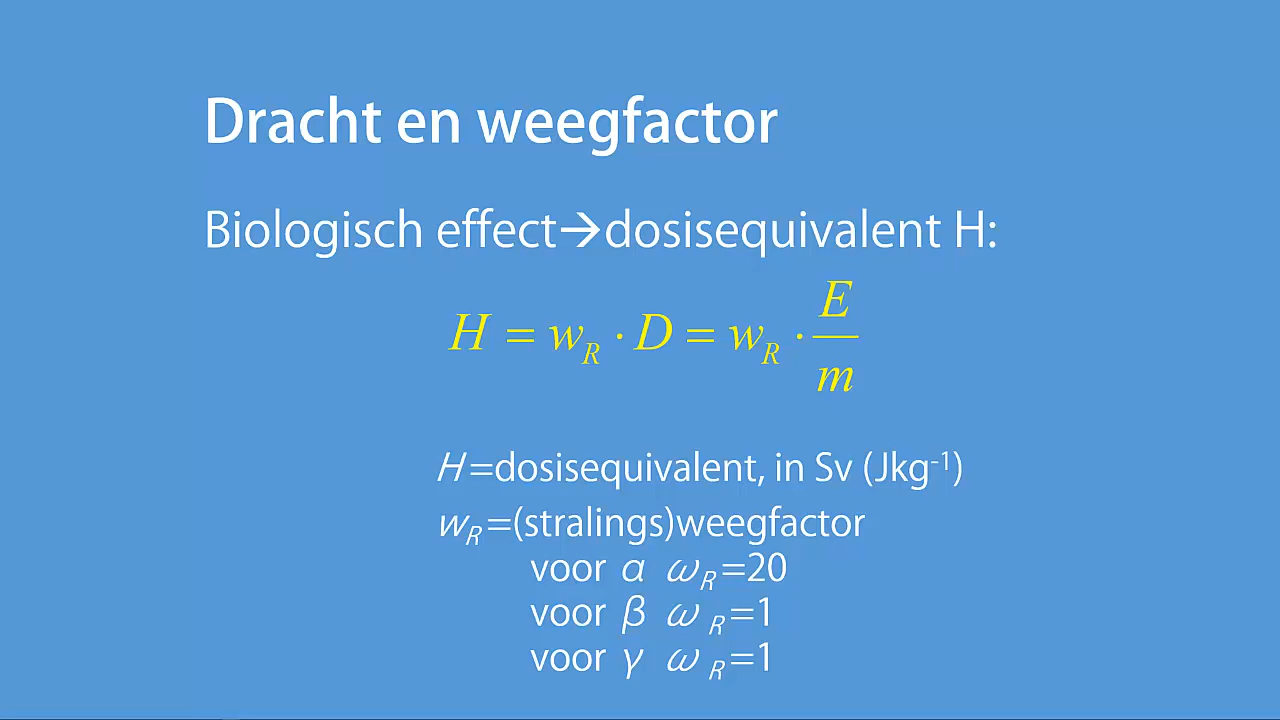 Dracht en weegfactor
Biologisch effect→dosisequivalent H:
H = w_R · D = w_R · E/m
H=dosisequivalent, in Sv (Jkg⁻¹)
w_R=(stralings)weegfactor
voor α ω_R=20
voor β ω_R=1
voor γ ω_R=1